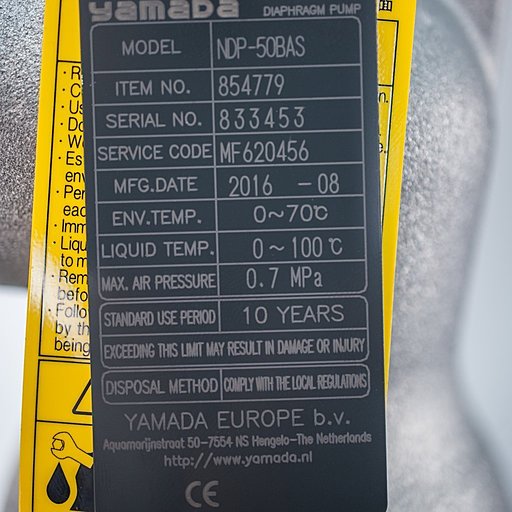 YAMADA DIAPHRAGM PUMP
MODEL NDP-50BAS
ITEM NO. 854779
SERIAL NO. 833453
SERVICE CODE MF620456
MFG.DATE 2016 -08
ENV.TEMP. 0~70℃
LIQUID TEMP. 0~100℃
MAX. AIR PRESSURE 0.7 MPa
STANDARD USE PERIOD 10 YEARS
EXCEEDING THIS LIMIT MAY RESULT IN DAMAGE OR INJURY
DISPOSAL METHOD COMPLY WITH THE LOCAL REGULATIONS
YAMADA EUROPE b.v.
Aquamarijnstraat 50-7554 NS Hengelo-The Netherlands
http://www.yamada.nl
CE